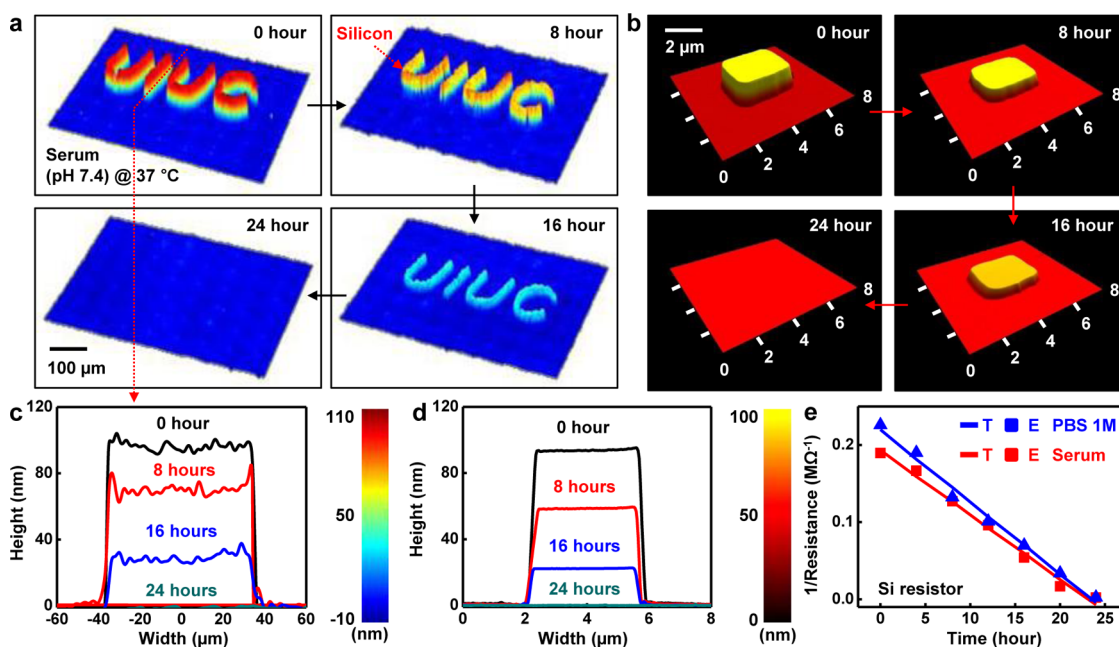 a
0 hour
Serum
(pH 7.4) @ 37 °C
8 hour
Silicon
24 hour
100 µm
16 hour
UIUC
b
2 µm
0 hour
0 2 4 6 8
8 hour
0 2 4 6 8
24 hour
0 2 4 6 8
16 hour
0 2 4 6 8
c
Height (nm)
120
80
40
0
0 hour
8 hours
16 hours
24 hours
-60 -40 -20 0 20 40 60
Width (µm)
110
50
-10
(nm)
d
Height (nm)
120
80
40
0
0 hour
8 hours
16 hours
24 hours
0 2 4 6 8
Width (µm)
100
50
0
(nm)
e
1/Resistance (MΩ⁻¹)
0.2
0.1
0.0
T E PBS 1M
T E Serum
Si resistor
0 5 10 15 20 25
Time (hour)